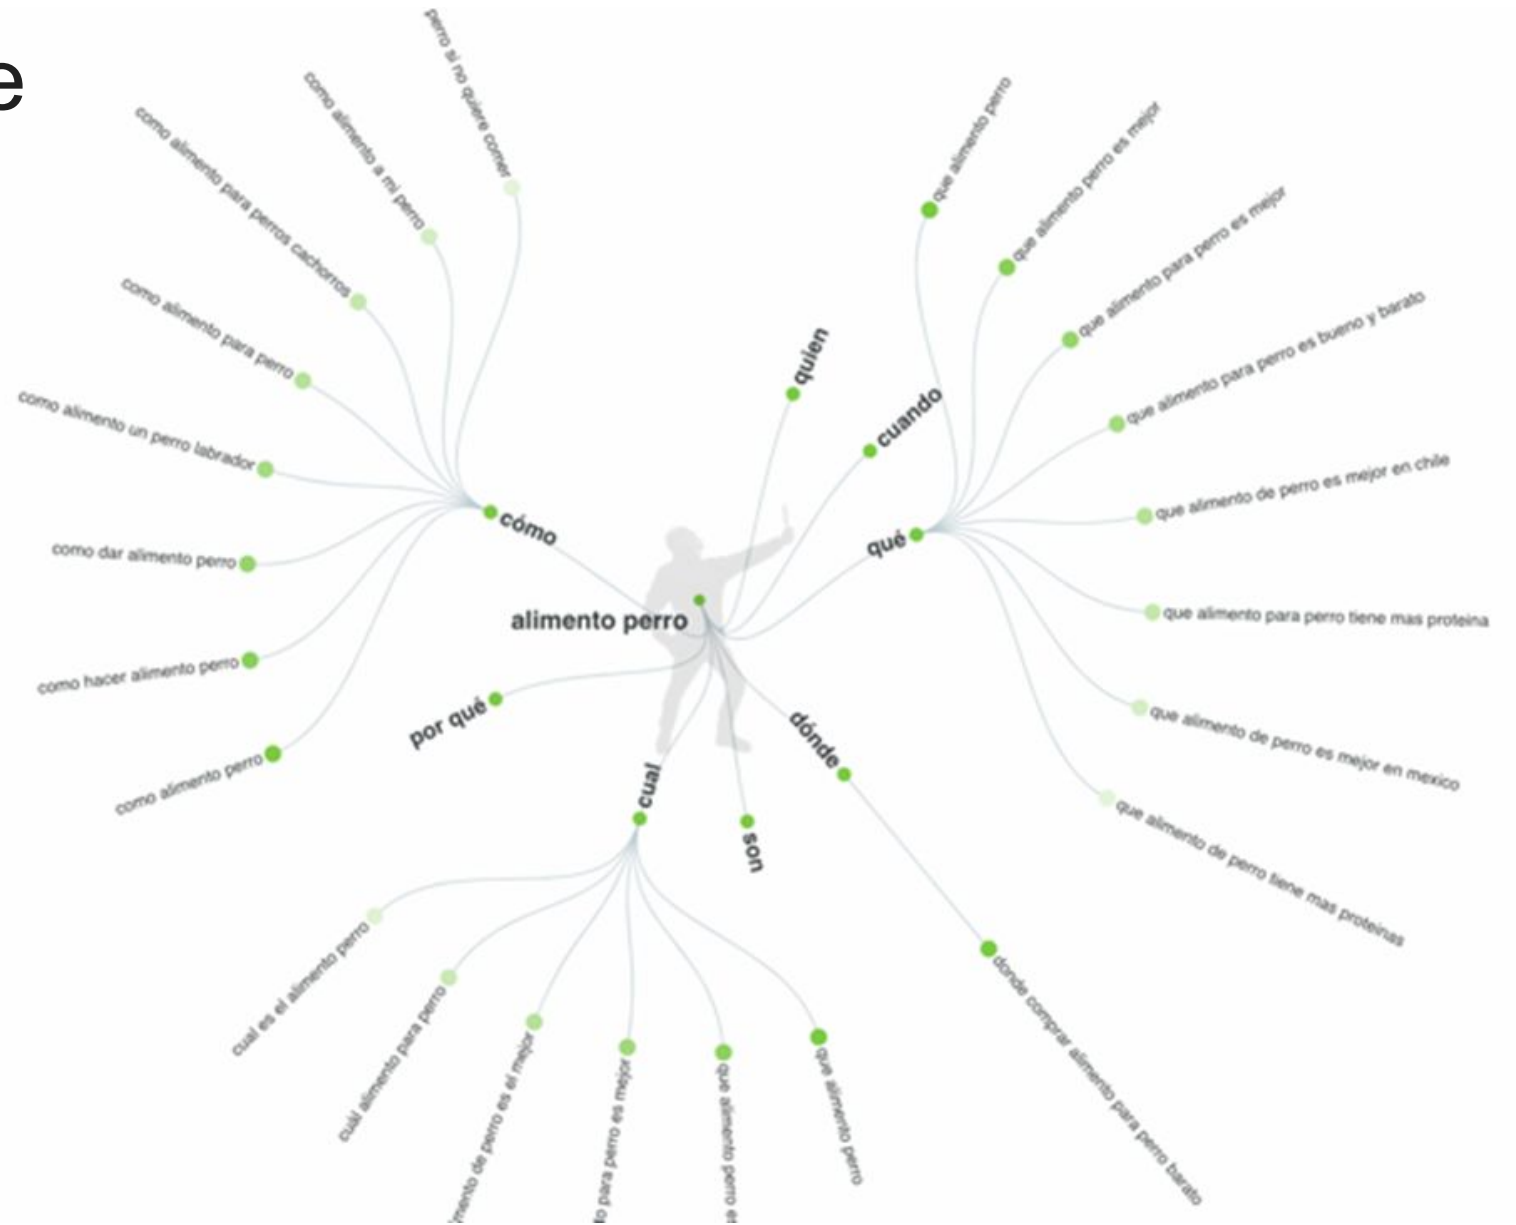 e
perro si no quiere comer
como alimento a mi perro
como alimento para perros cachorros
como alimento para perro
como alimento un perro labrador
como dar alimento perro
como hacer alimento perro
como alimento perro
cómo
alimento perro
quien
cuando
qué
que alimento perro
que alimento perro es mejor
que alimento para perro es mejor
que alimento para perro es bueno y barato
que alimento de perro es mejor en chile
que alimento para perro tiene mas proteina
que alimento de perro es mejor en mexico
que alimento de perro tiene mas proteinas
por qué
cual
son
dónde
donde comprar alimento para perro barato
cual es el alimento perro
cuál alimento para perro
de perro es el mejor
para perro es mejor
que alimento perro es
que alimento perro